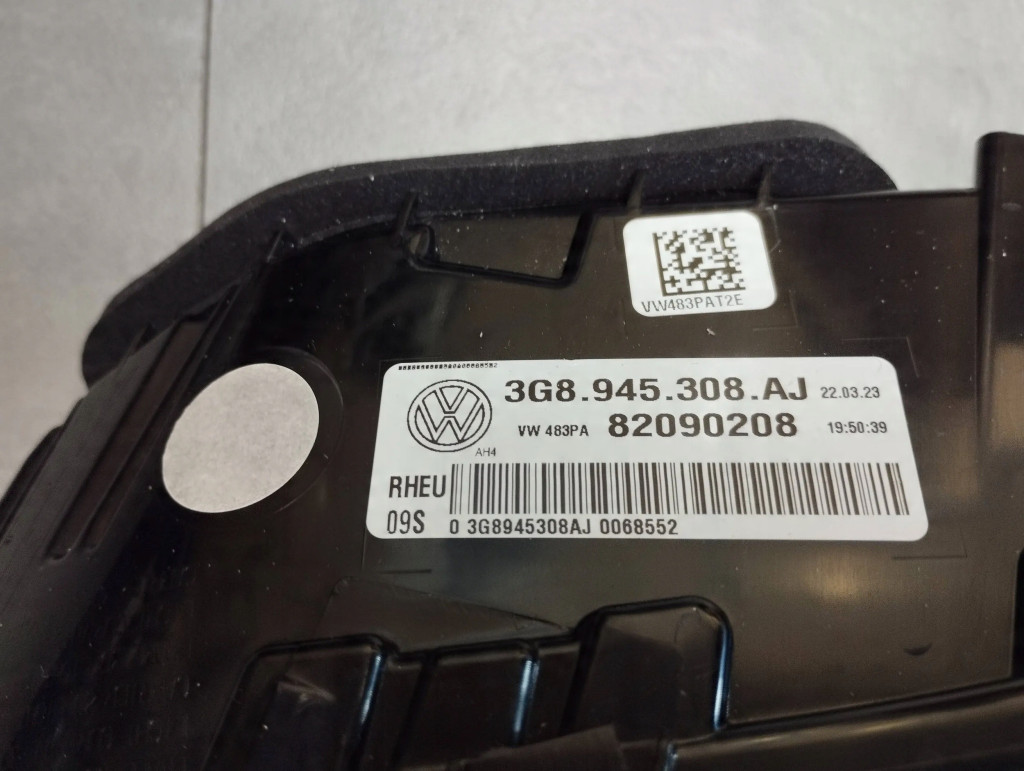 VW483PAT2E
3G8.945.308.AJ 22.03.23
VW 483PA 82090208 19:50:39
AH4
RHEU
09S 0 3G8945308AJ 0068552